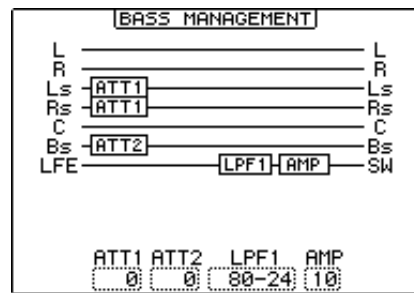 BASS MANAGEMENT
L L
R R
Ls ATT1 Ls
Rs ATT1 Rs
C C
Bs ATT2 Bs
LFE LPF1 AMP SW
ATT1 ATT2 LPF1 AMP
0 0 80-24 10